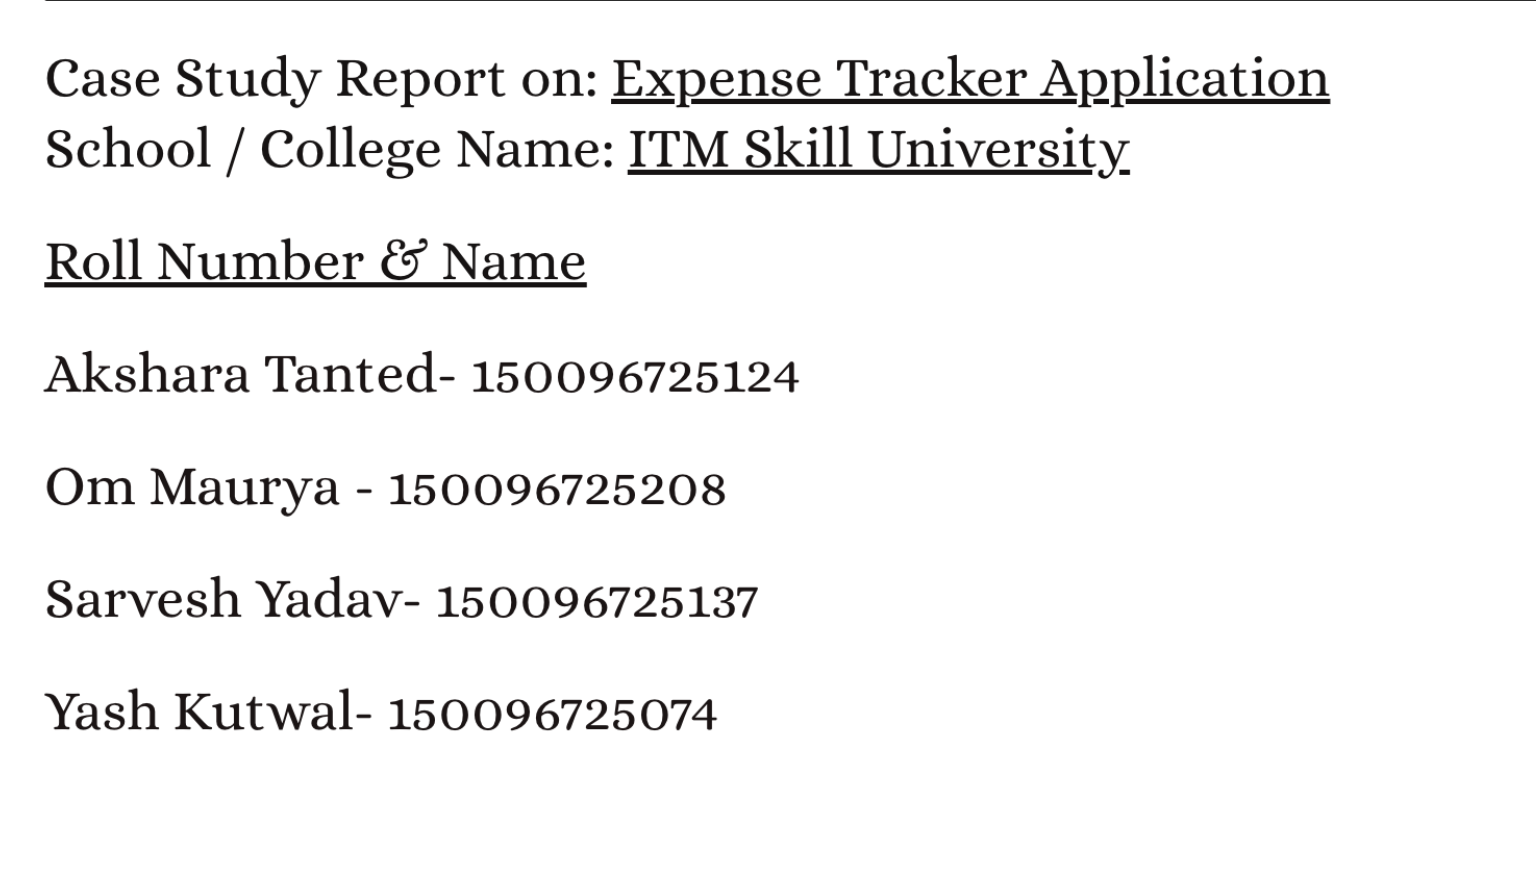 Case Study Report on: Expense Tracker Application
School / College Name: ITM Skill University
Roll Number & Name
Akshara Tanted- 150096725124
Om Maurya - 150096725208
Sarvesh Yadav- 150096725137
Yash Kutwal- 150096725074